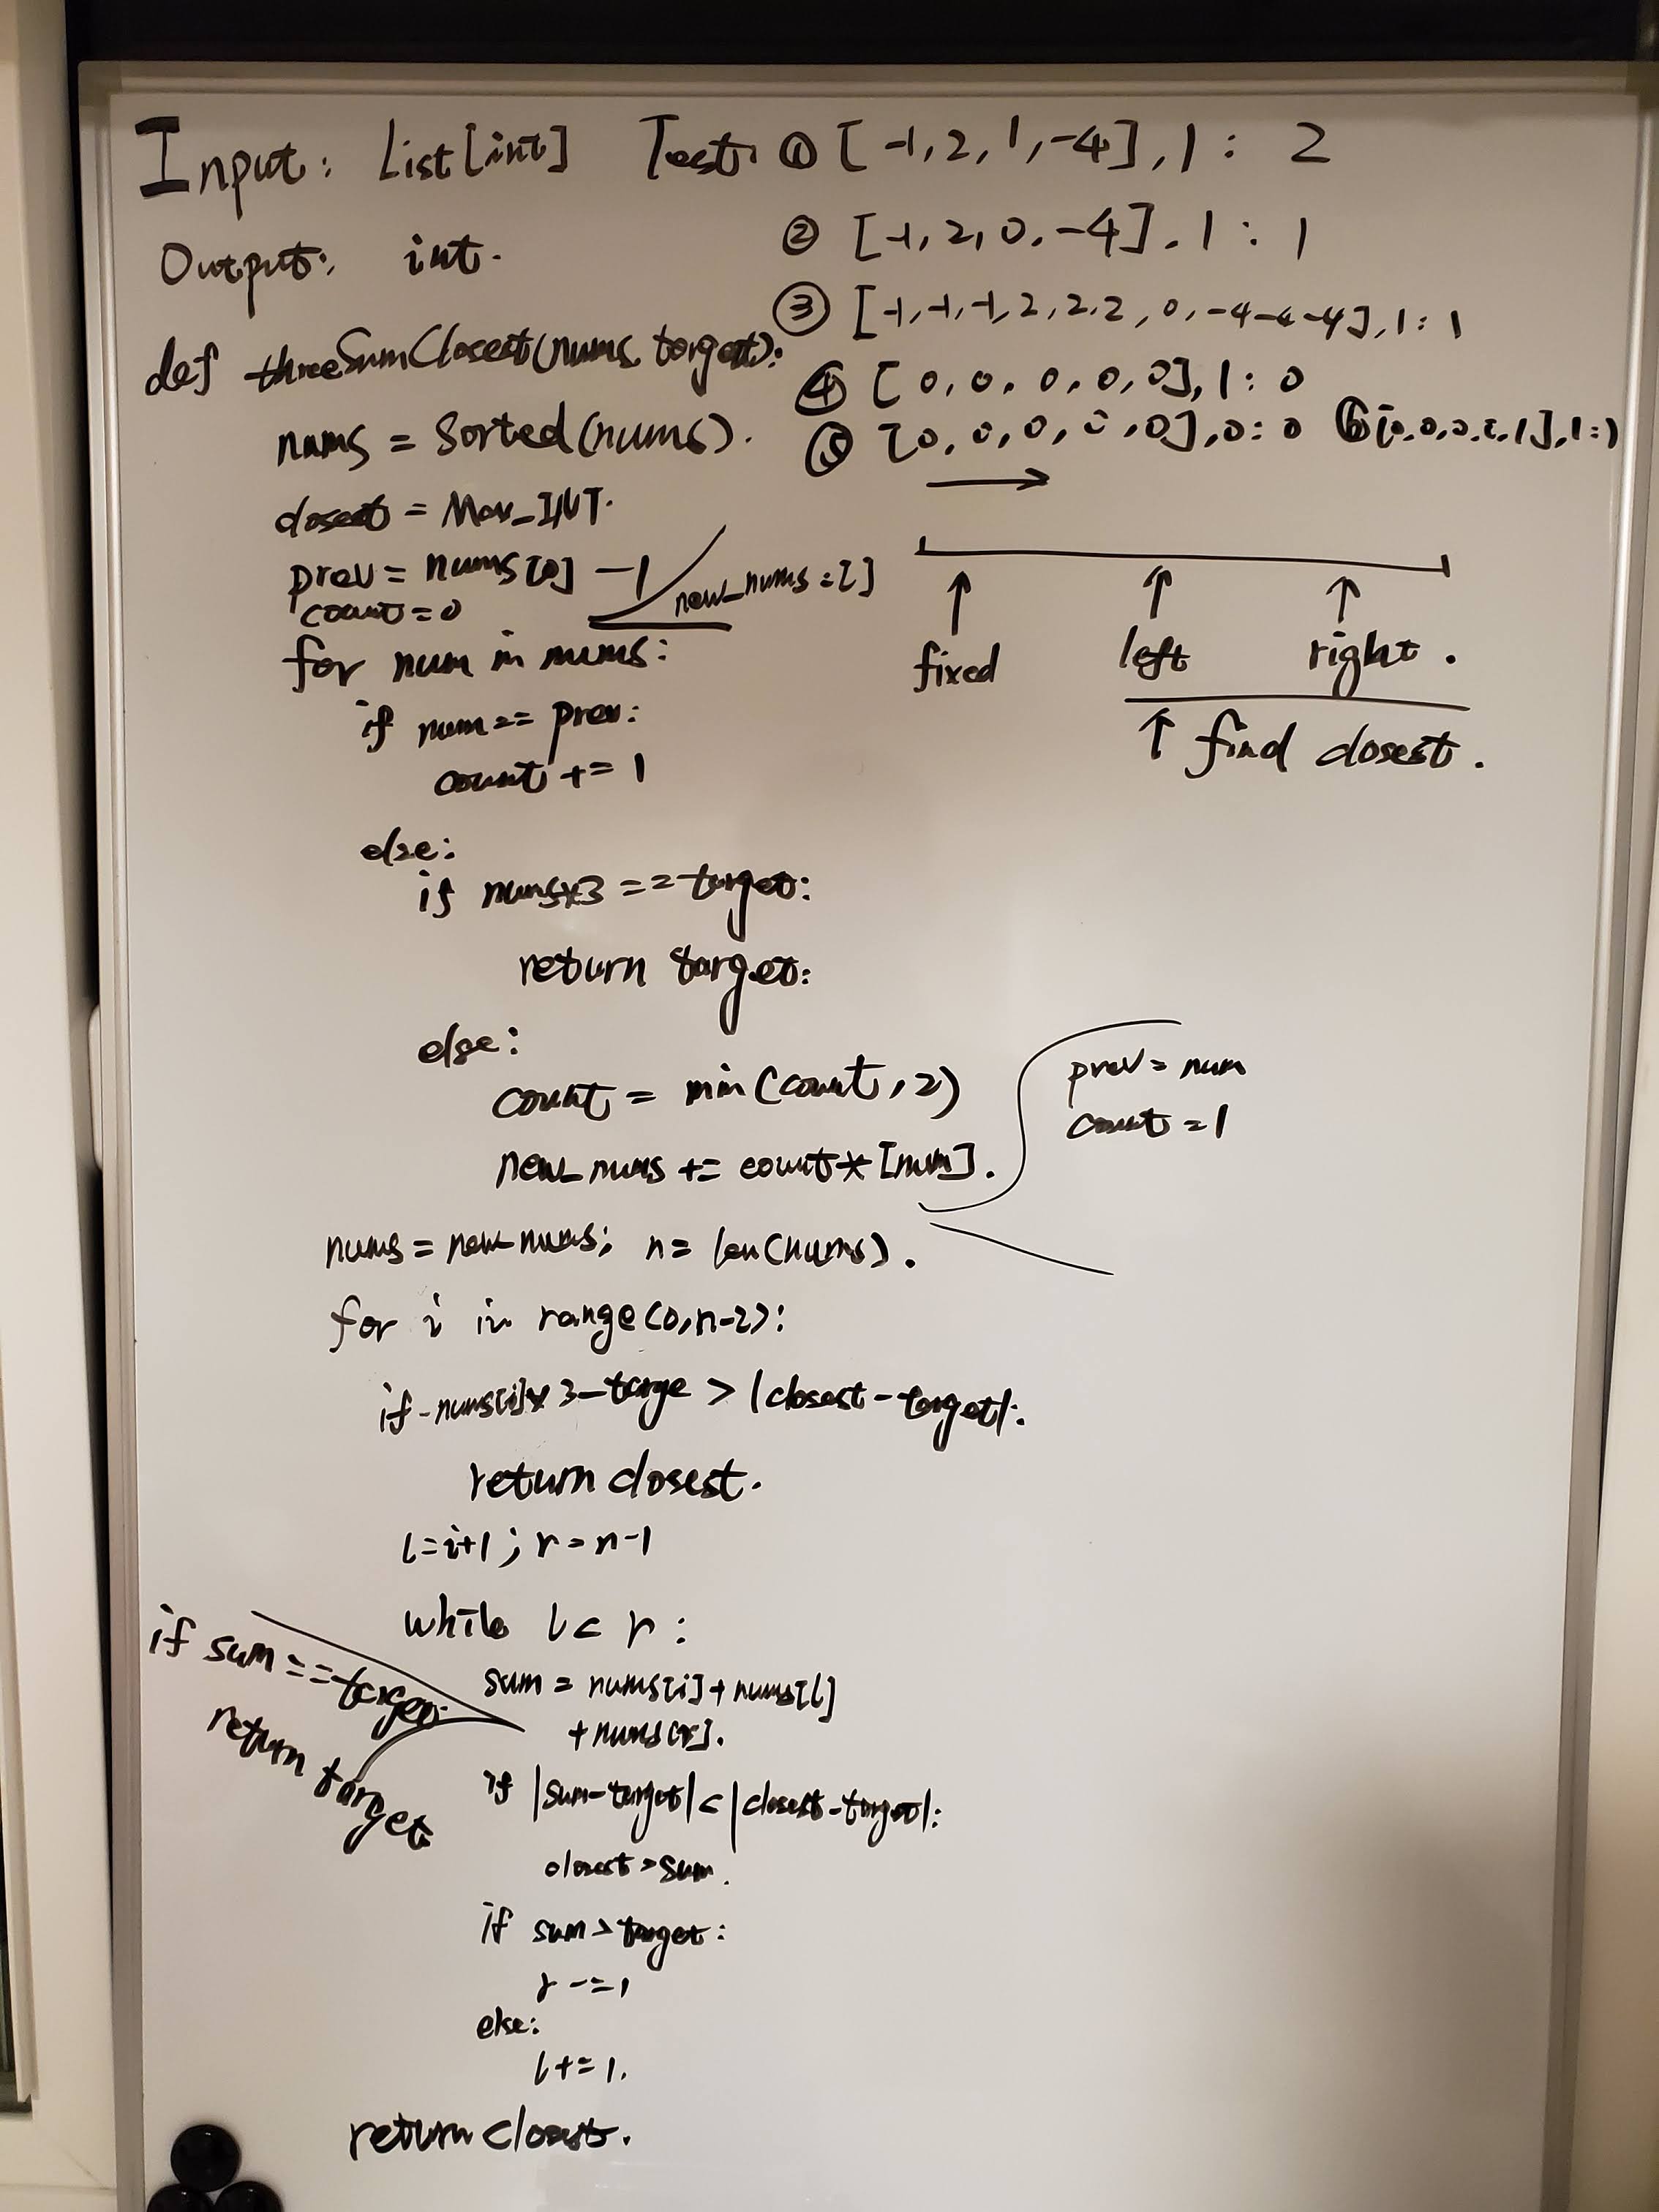 Input: List[int] Test: ① [-1,2,1,-4],1: 2
Output: int.
② [-1,2,0,-4],1: 1
③ [-1,-1,-1,2,2,2,0,-4-4-4],1:1
def threeSumClosest(nums, target):
④ [0,0,0,0,0],1:0
nums = Sorted(nums).
⑤ [0,0,0,0,0],0:0 ⑥ [0,0,0,0,1],1:1
closest = Max_INT.
prev = nums[0] -1
new_nums=[]
count=0
for num in nums:
fixed left right.
↑ find closest.
if num == prev:
count += 1
else:
if nums*3 == target:
return target:
else:
count = min(count,2)
new_nums += count*[num].
prev = num
count = 1
nums = new_nums; n= len(nums).
for i in range(0,n-2):
if -nums[i]*3-targe > |closest-target|:
return closest.
l=i+1; r=n-1
while l< r:
sum = nums[i]+nums[l]
+nums[r].
if sum==target:
return target
if |sum-target|<|closest-target|:
closest=sum.
if sum>target:
r -=1
else:
l+=1.
return closest.